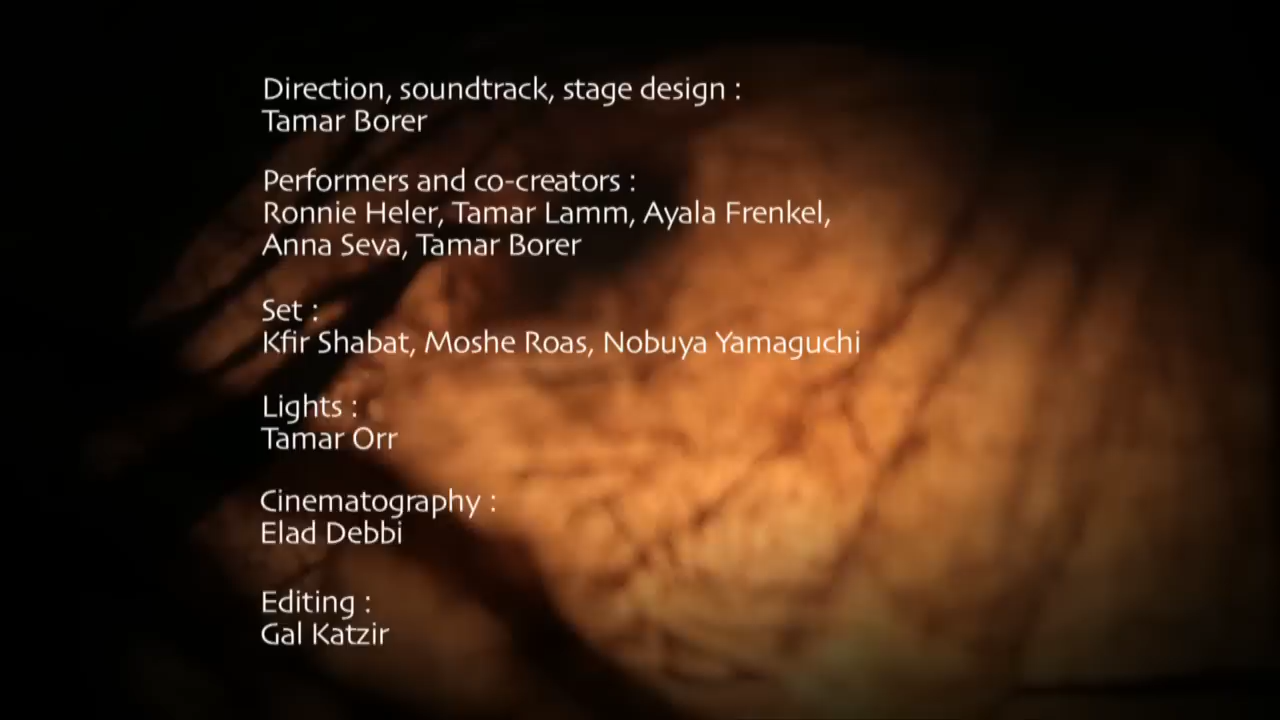 Direction, soundtrack, stage design :
Tamar Borer
Performers and co-creators :
Ronnie Heler, Tamar Lamm, Ayala Frenkel,
Anna Seva, Tamar Borer
Set :
Kfir Shabat, Moshe Roas, Nobuya Yamaguchi
Lights :
Tamar Orr
Cinematography :
Elad Debbi
Editing :
Gal Katzir